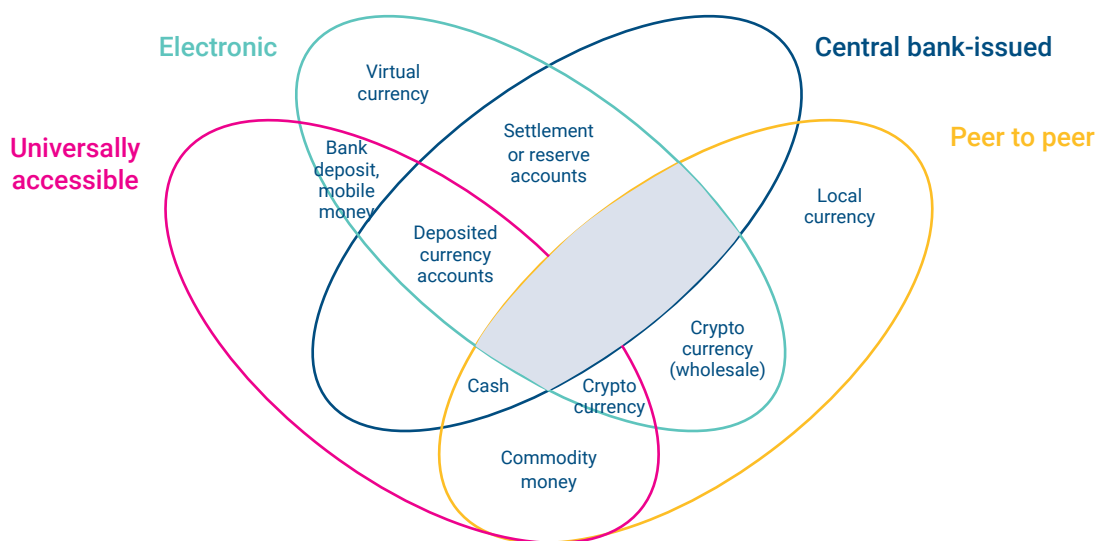 Electronic
Central bank-issued
Virtual
currency
Universally
accessible
Settlement
or reserve
accounts
Peer to peer
Bank
deposit,
mobile
money
Local
currency
Deposited
currency
accounts
Crypto
currency
(wholesale)
Cash
Crypto
currency
Commodity
money